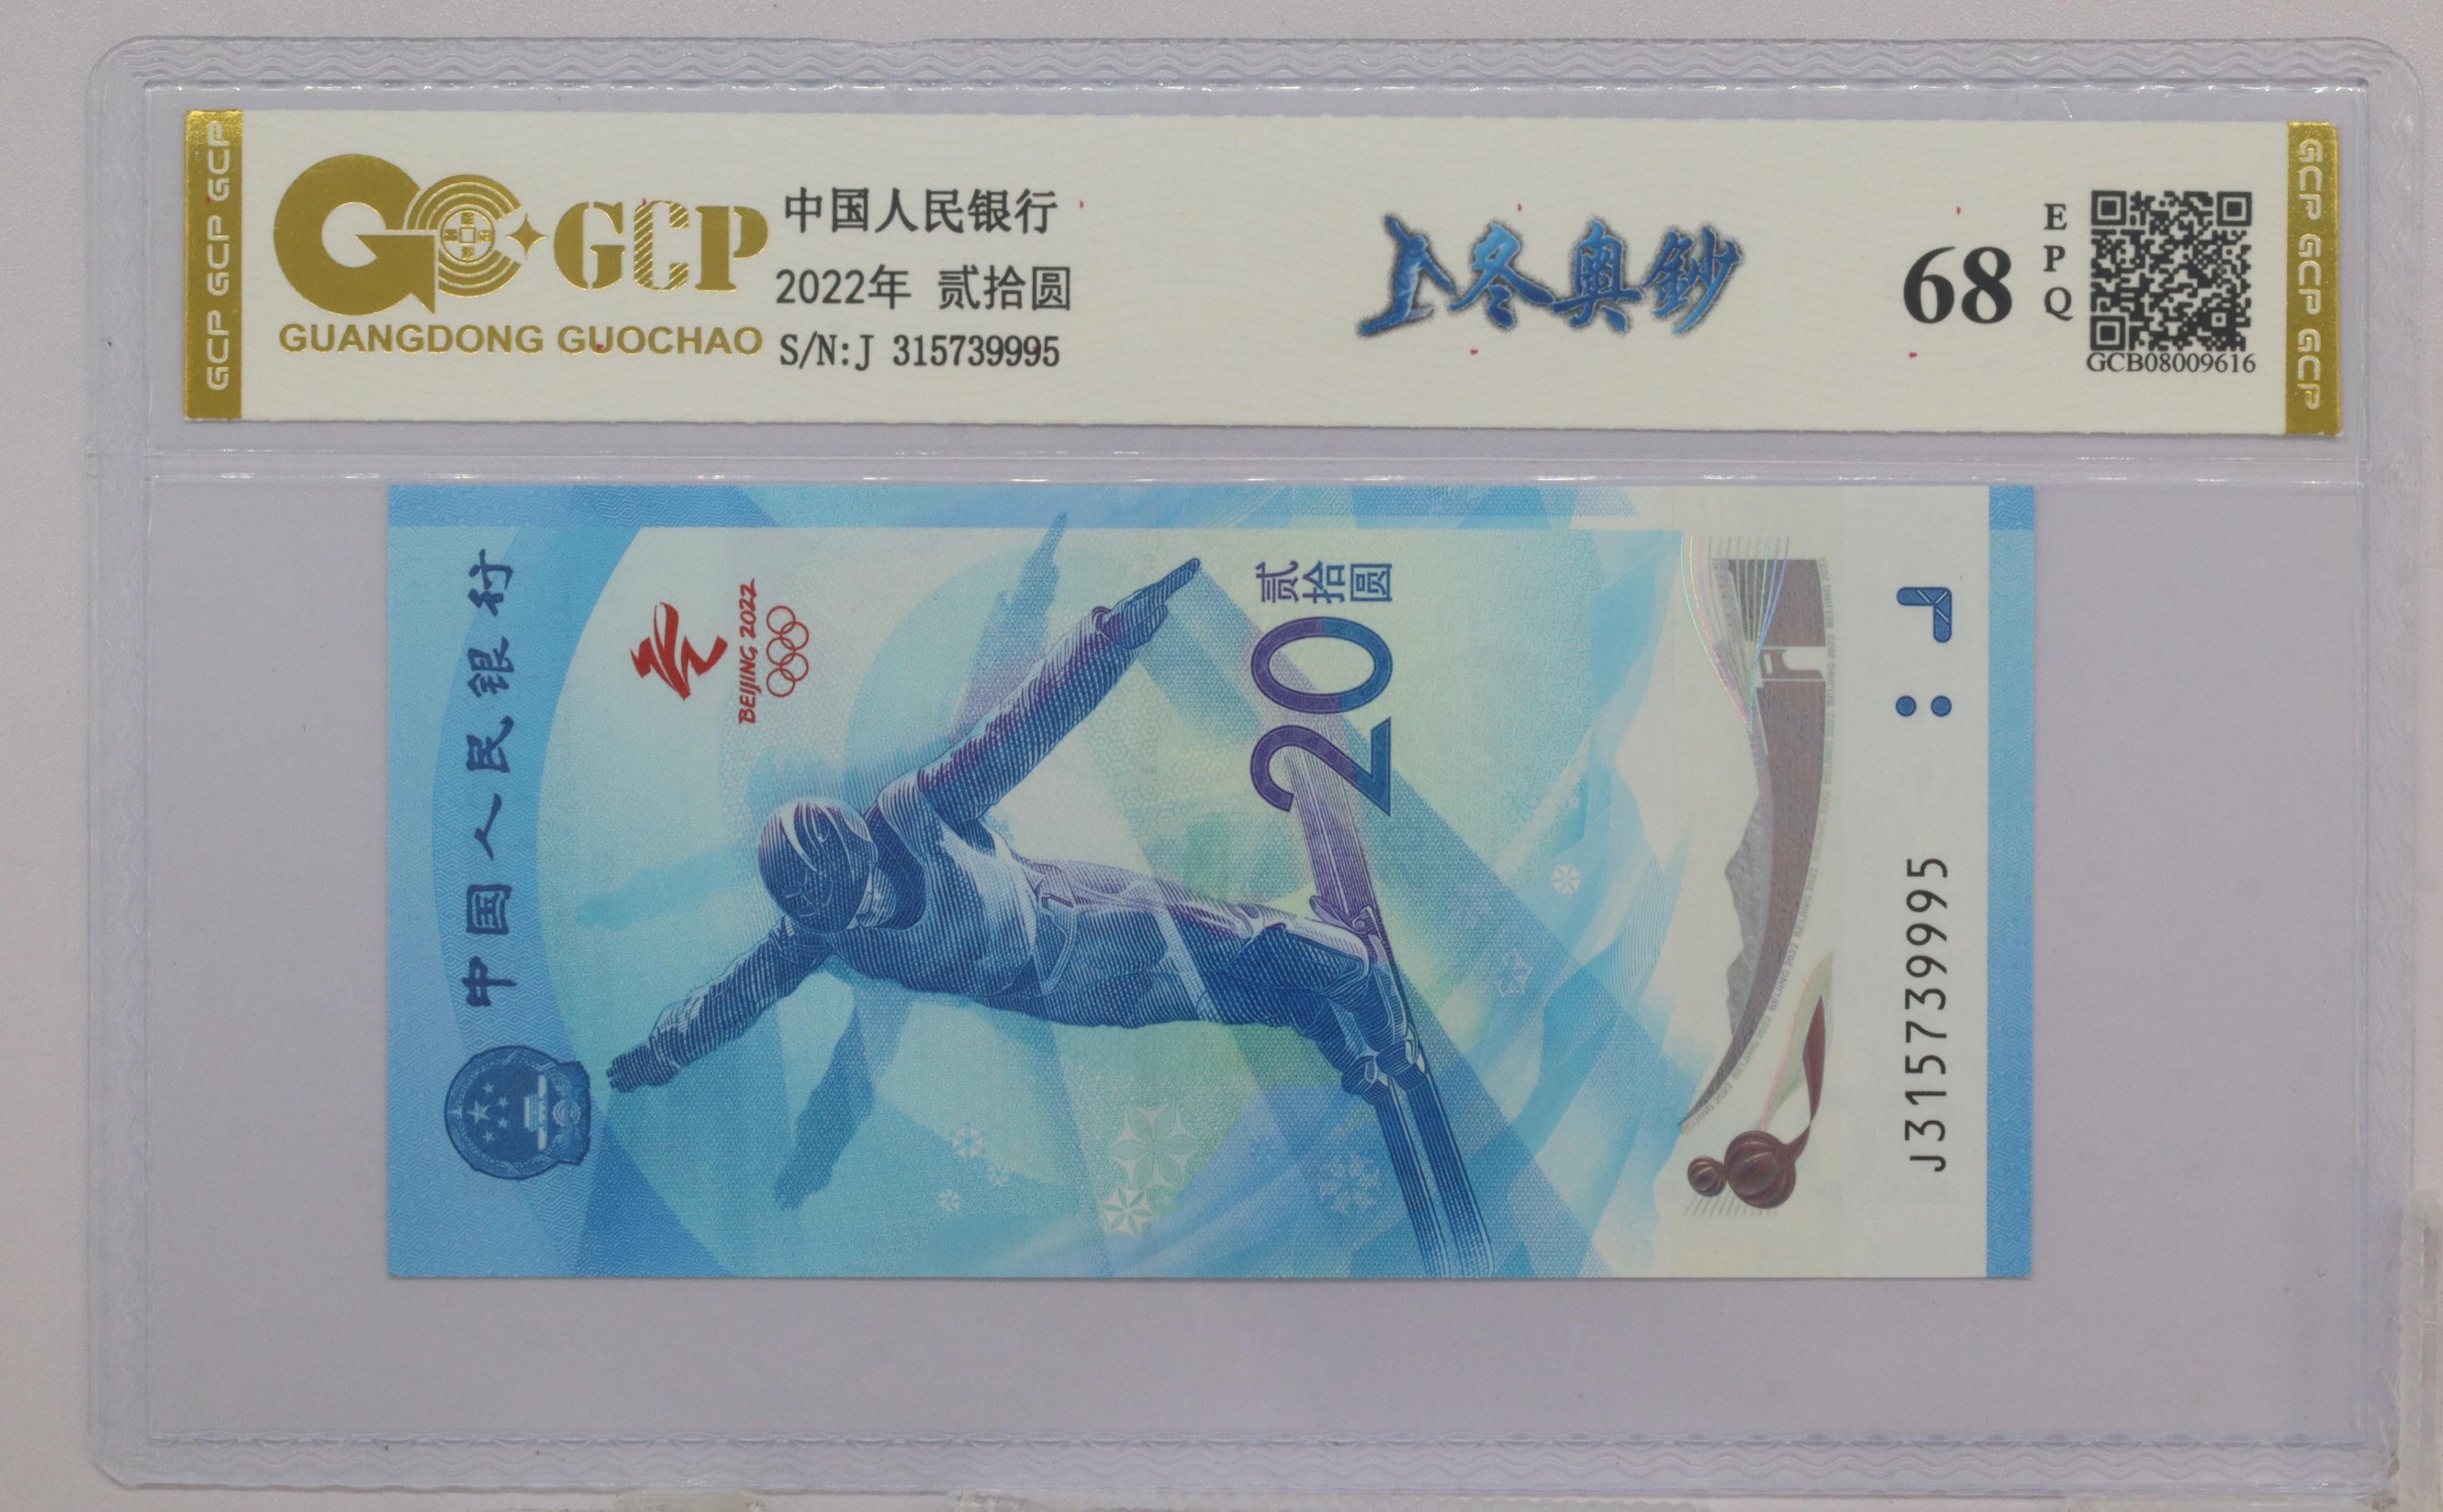 GCP GCP GCP
GCP
GUANGDONG GUOCHAO
中国人民银行
2022年 贰拾圆
S/N:J 315739995
冬奥鈔
68
EPQ
GCB08009616
GCP GCP GCP
中国人民银行
BEIJING 2022
贰拾圆
20
J315739995